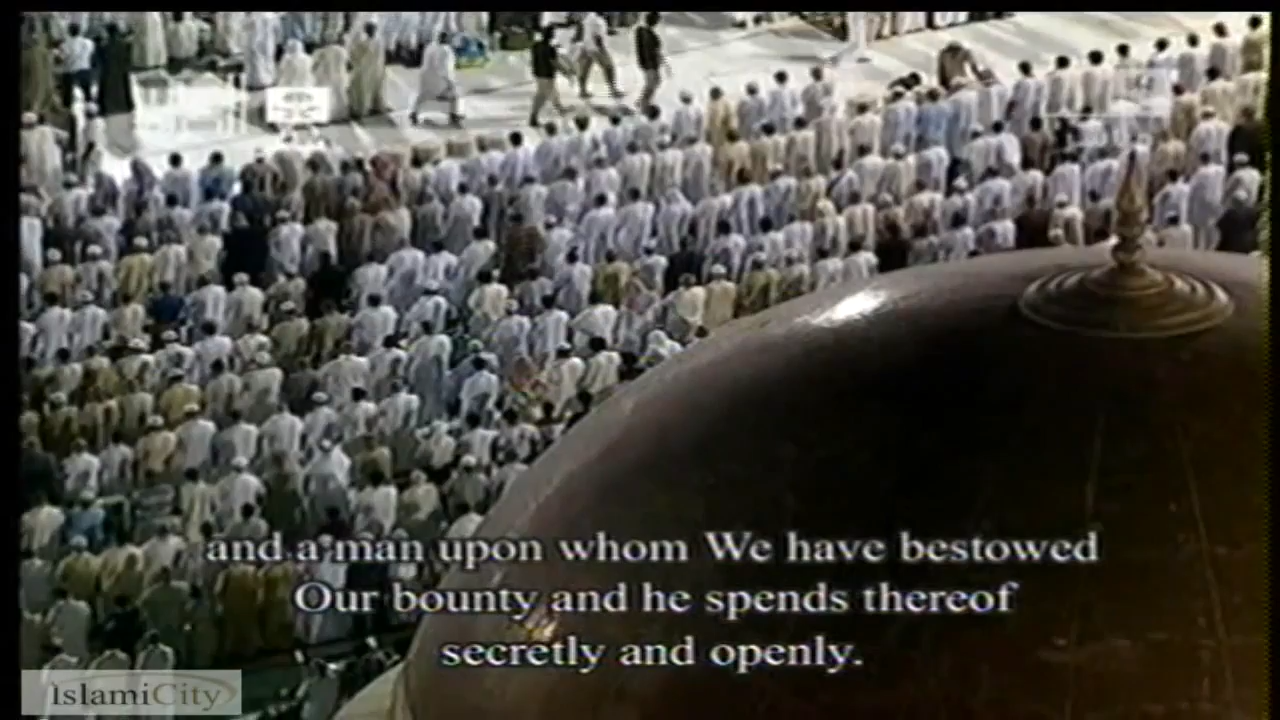 and a man upon whom We have bestowed
Our bounty and he spends thereof
secretly and openly.
IslamiCity